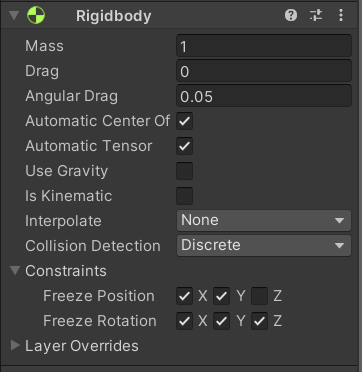 Rigidbody
Mass 1
Drag 0
Angular Drag 0.05
Automatic Center Of
Automatic Tensor
Use Gravity
Is Kinematic
Interpolate None
Collision Detection Discrete
Constraints
Freeze Position X Y Z
Freeze Rotation X Y Z
Layer Overrides